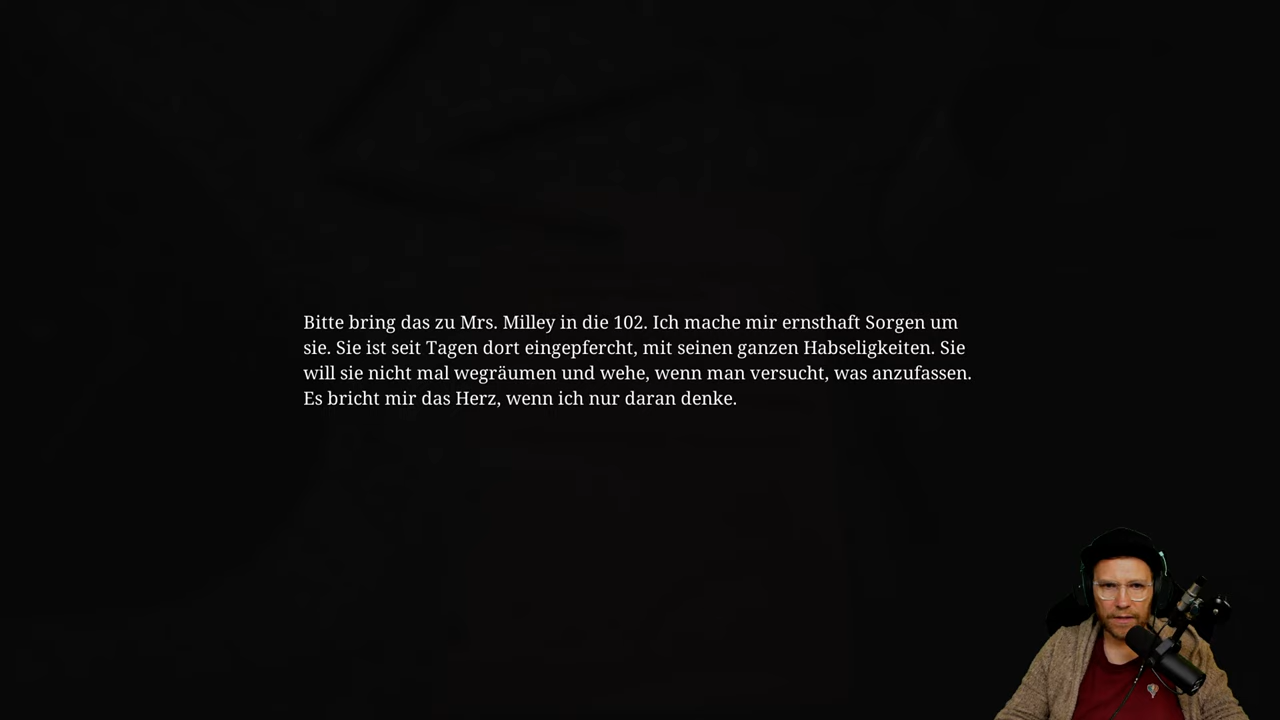 Bitte bring das zu Mrs. Milley in die 102. Ich mache mir ernsthaft Sorgen um
sie. Sie ist seit Tagen dort eingepfercht, mit seinen ganzen Habseligkeiten. Sie
will sie nicht mal wegräumen und wehe, wenn man versucht, was anzufassen.
Es bricht mir das Herz, wenn ich nur daran denke.